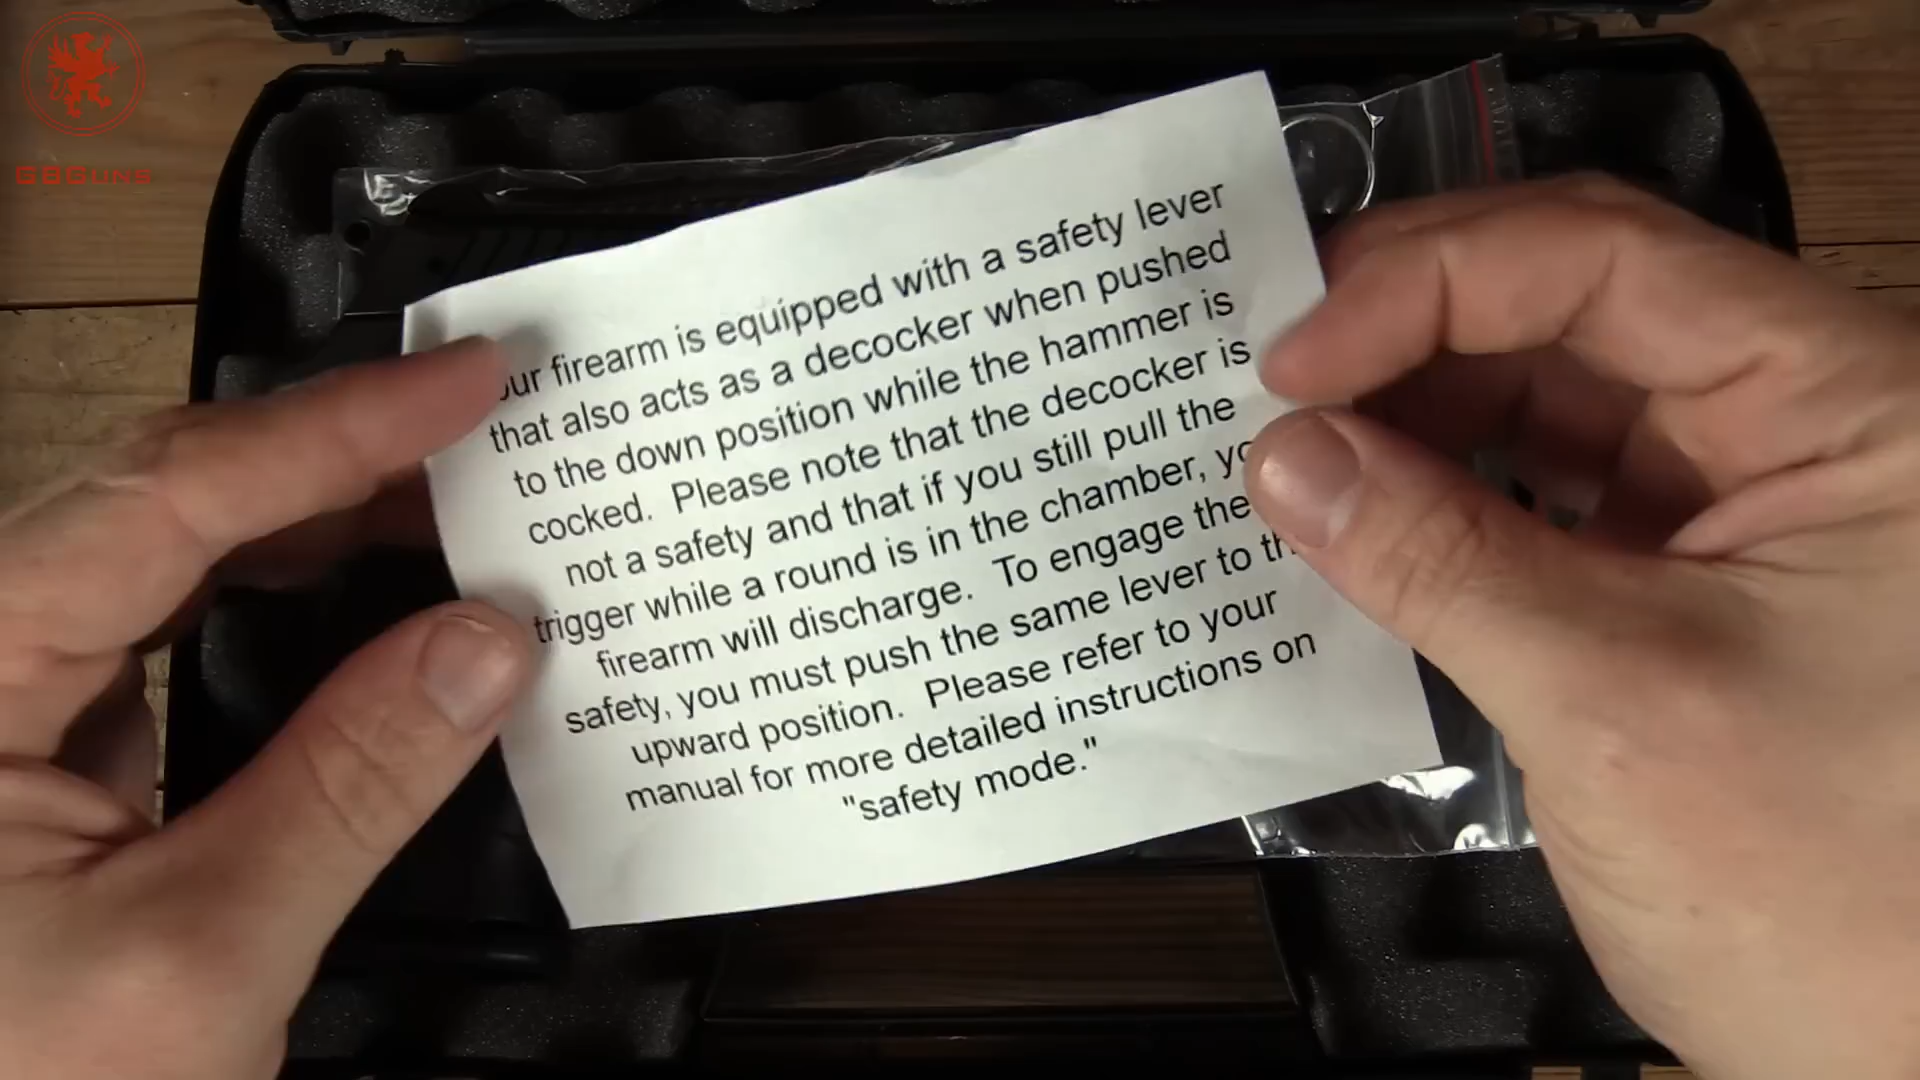 GBGuns
our firearm is equipped with a safety lever
that also acts as a decocker when pushed
to the down position while the hammer is
cocked. Please note that the decocker is
not a safety and that if you still pull the
trigger while a round is in the chamber,
firearm will discharge. To engage the
safety, you must push the same lever to
upward position. Please refer to your
manual for more detailed instructions on
"safety mode."